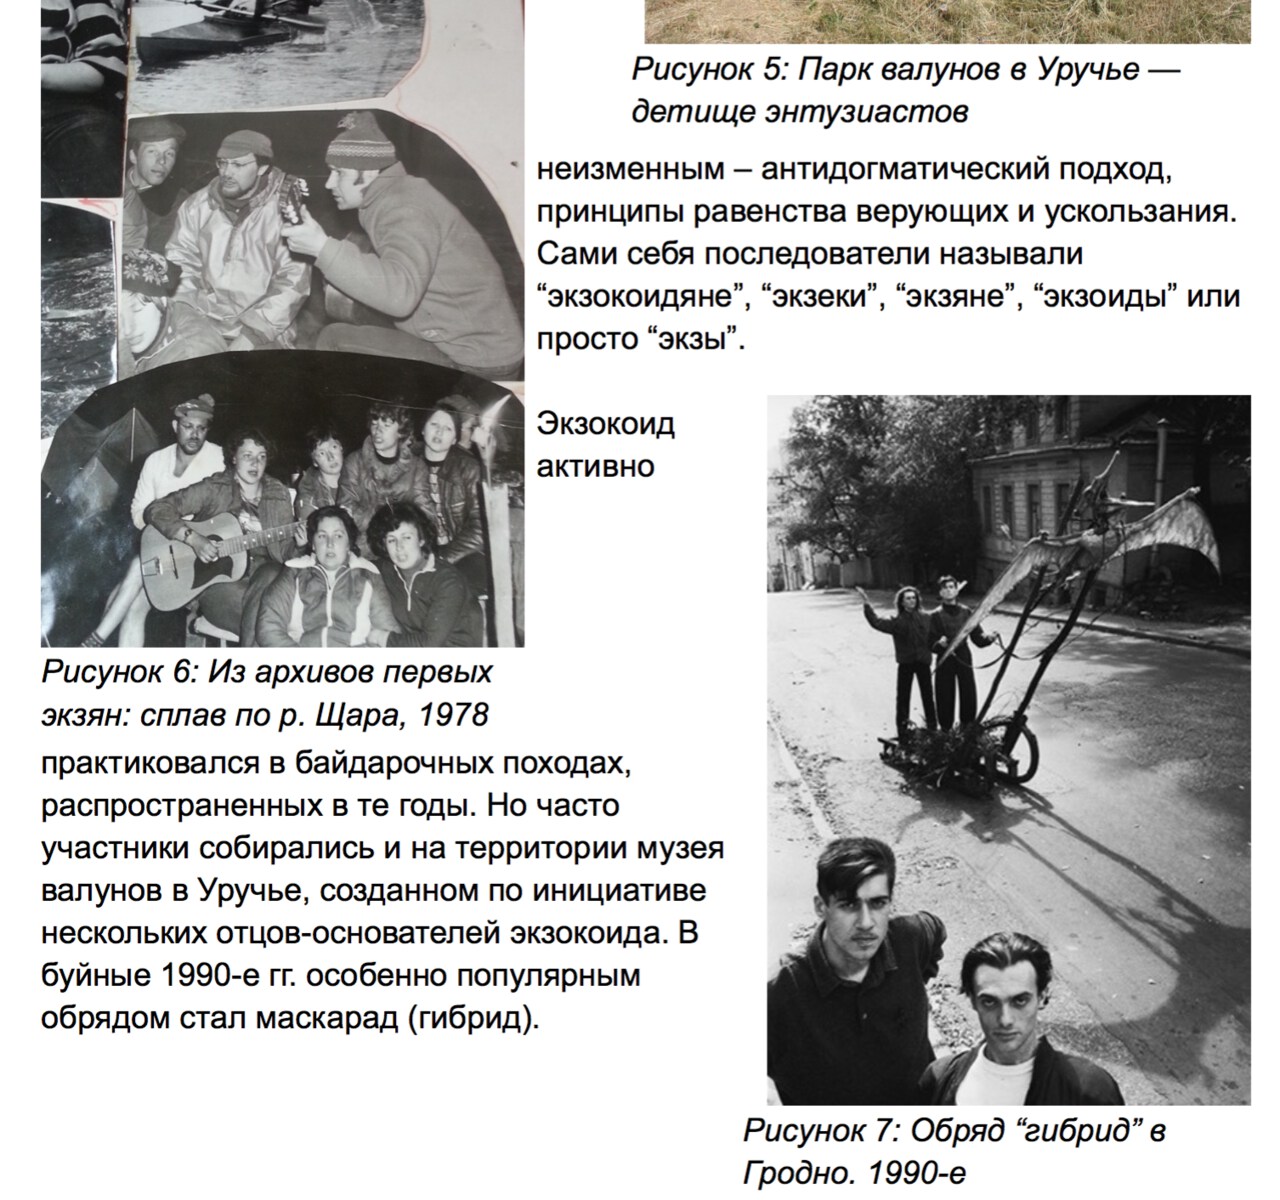 Рисунок 5: Парк валунов в Уручье —
детище энтузиастов
неизменным – антидогматический подход,
принципы равенства верующих и ускользания.
Сами себя последователи называли
“экзокоидяне”, “экзеки”, “экзяне”, “экзоиды” или
просто “экзы”.
Экзокоид
активно
Рисунок 6: Из архивов первых
экзян: сплав по р. Щара, 1978
практиковался в байдарочных походах,
распространенных в те годы. Но часто
участники собирались и на территории музея
валунов в Уручье, созданном по инициативе
нескольких отцов-основателей экзокоида. В
буйные 1990-е гг. особенно популярным
обрядом стал маскарад (гибрид).
Рисунок 7: Обряд “гибрид” в
Гродно. 1990-е